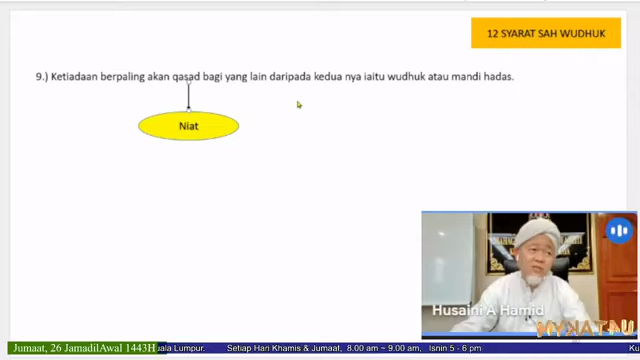 12 SYARAT SAH WUDHUK
9.) Ketiadaan berpaling akan qasad bagi yang lain daripada kedua nya iaitu wudhuk atau mandi hadas.
Niat
Husaini A Hamid
MYKATAU
Jumaat, 26 JamadilAwal 1443H uala Lumpur. Setiap Hari Khamis & Jumaat, 8.00 am ~ 9.00 am, Isnin 5 - 6 pm Ku